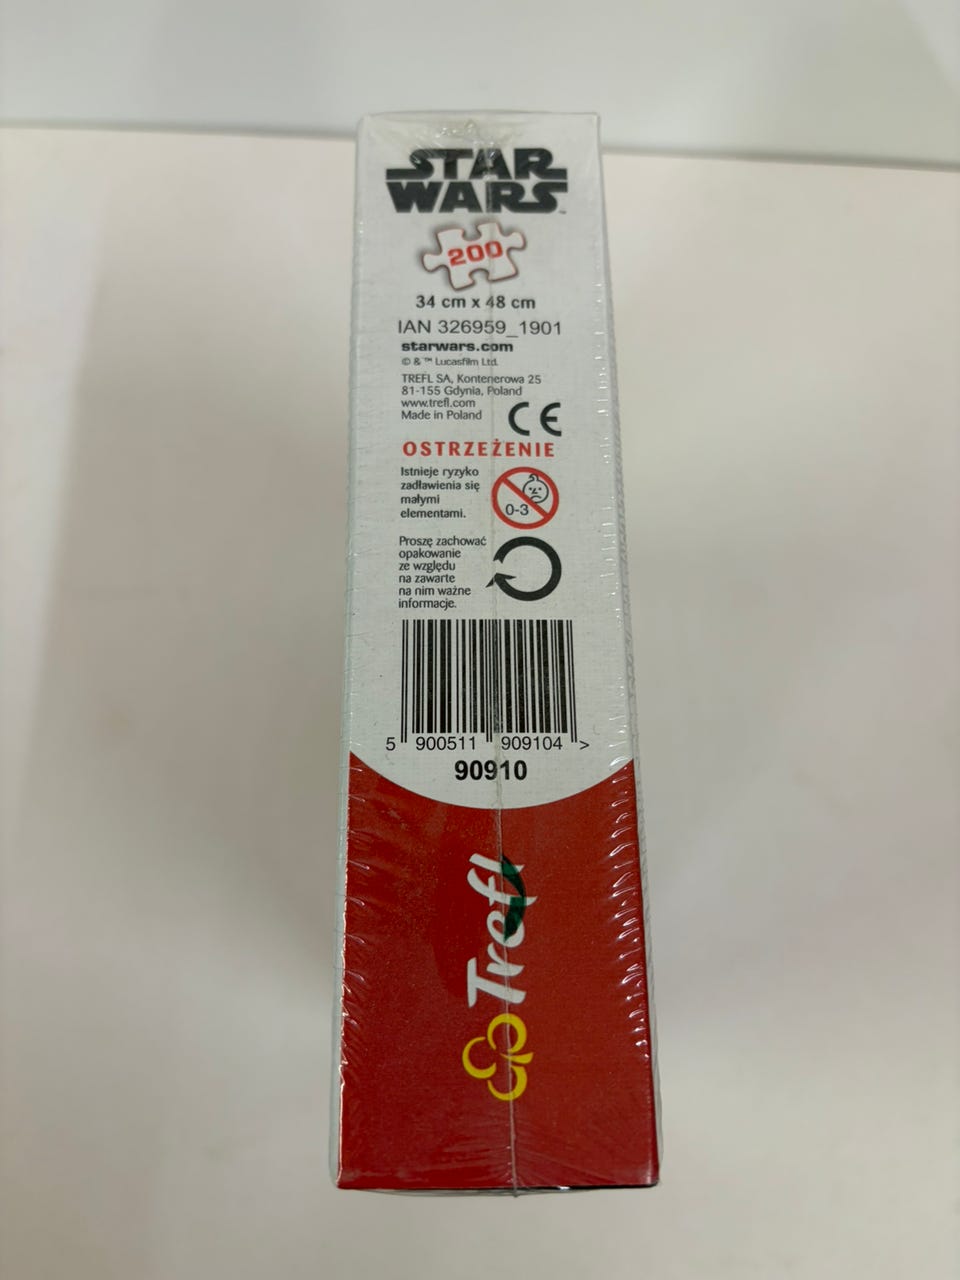 STAR
WARS™
200
34 cm x 48 cm
IAN 326959_1901
starwars.com
© & ™ Lucasfilm Ltd.
TREFL SA, Kontenerowa 25
81-155 Gdynia, Poland
www.trefl.com
Made in Poland
CE
OSTRZEŻENIE
Istnieje ryzyko
zadławienia się
małymi
elementami.
0-3
Proszę zachować
opakowanie
ze względu
na zawarte
na nim ważne
informacje.
5 900511 909104 >
90910
Trefl